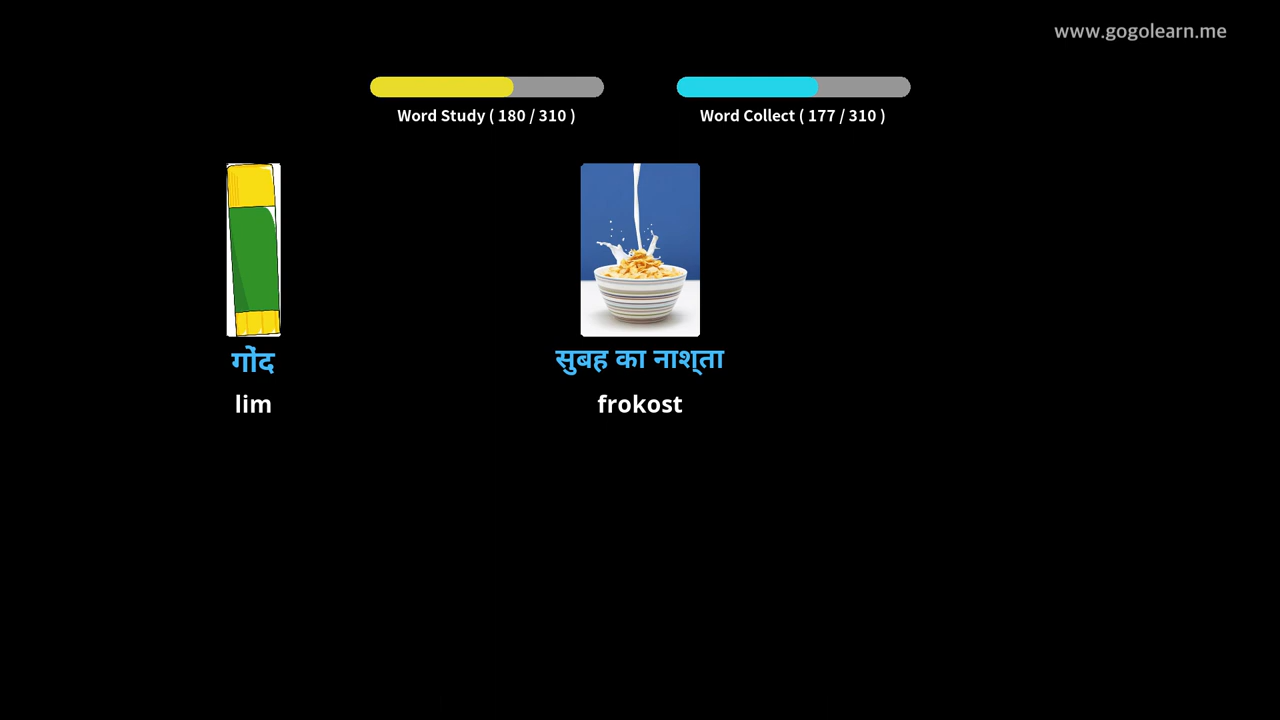 www.gogolearn.me
Word Study ( 180 / 310 )
Word Collect ( 177 / 310 )
गोंद
सुबह का नाश्ता
lim
frokost